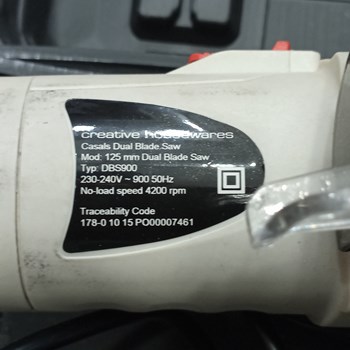 creative housewares
Casals Dual Blade Saw
Mod: 125 mm Dual Blade Saw
Typ: DBS900
230-240V ~ 900 50Hz
No-load speed 4200 rpm
Traceability Code
178-0 10 15 PO00007461